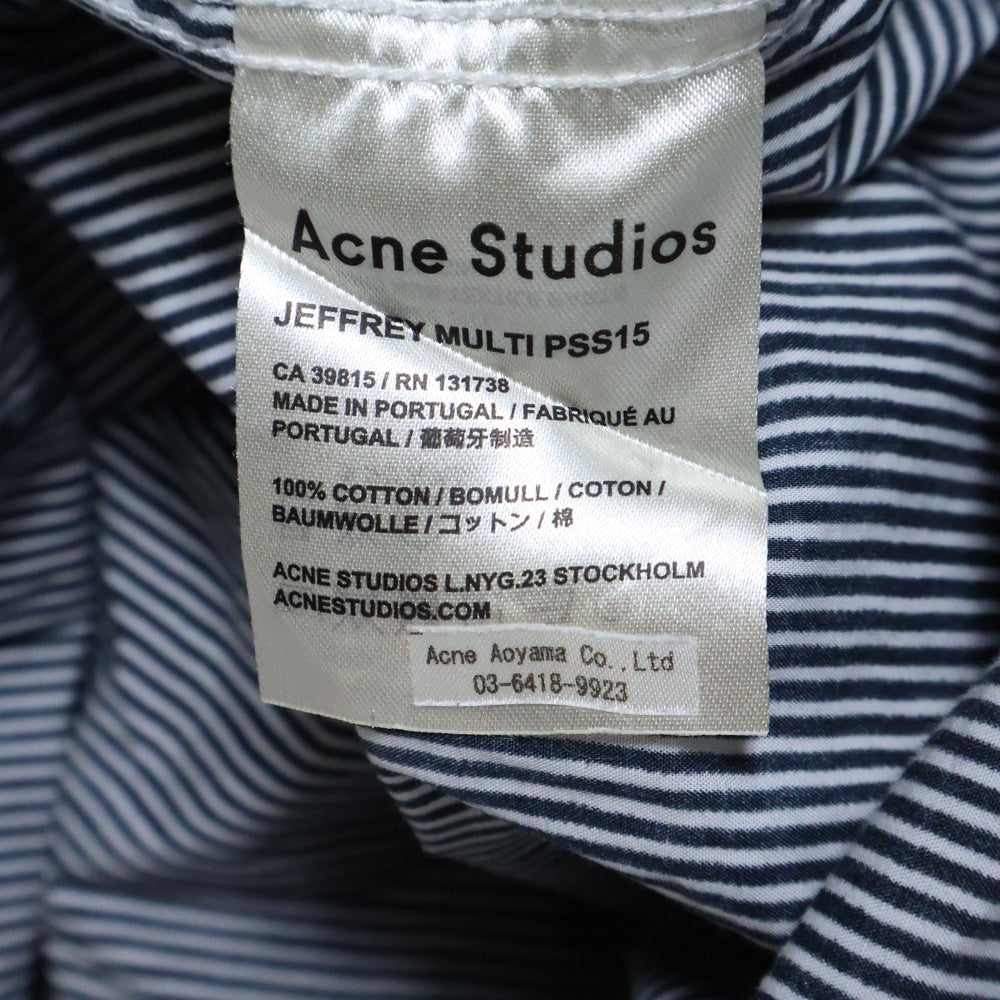 Acne Studios
JEFFREY MULTI PSS15
CA 39815 / RN 131738
MADE IN PORTUGAL / FABRIQUÉ AU
PORTUGAL / 葡萄牙制造
100% COTTON / BOMULL / COTON /
BAUMWOLLE / コットン / 棉
ACNE STUDIOS L.NYG.23 STOCKHOLM
ACNESTUDIOS.COM
Acne Aoyama Co.,Ltd
03-6418-9923